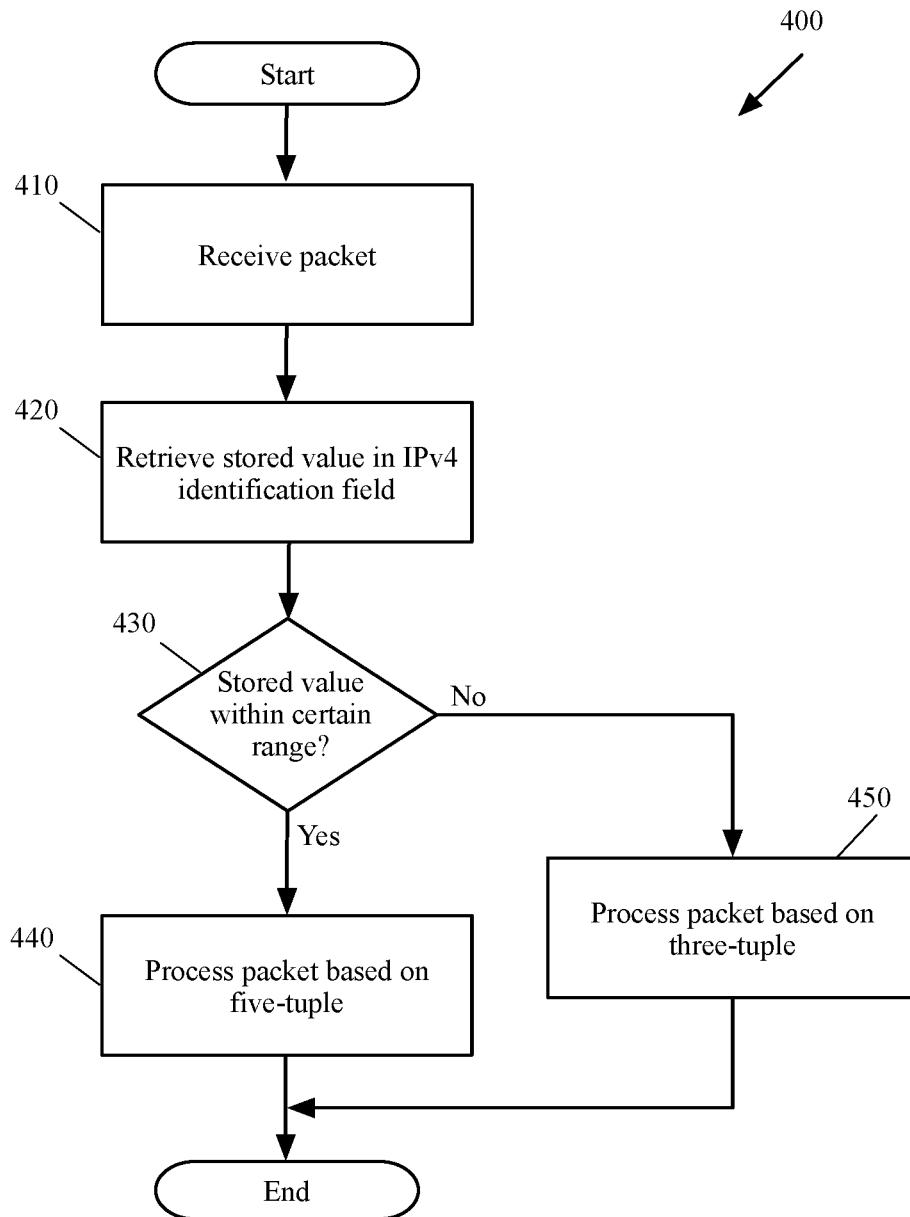 400
Start
410
Receive packet
420
Retrieve stored value in IPv4
identification field
430
Stored value
within certain
range?
No
Yes
450
Process packet based on
three-tuple
440
Process packet based on
five-tuple
End